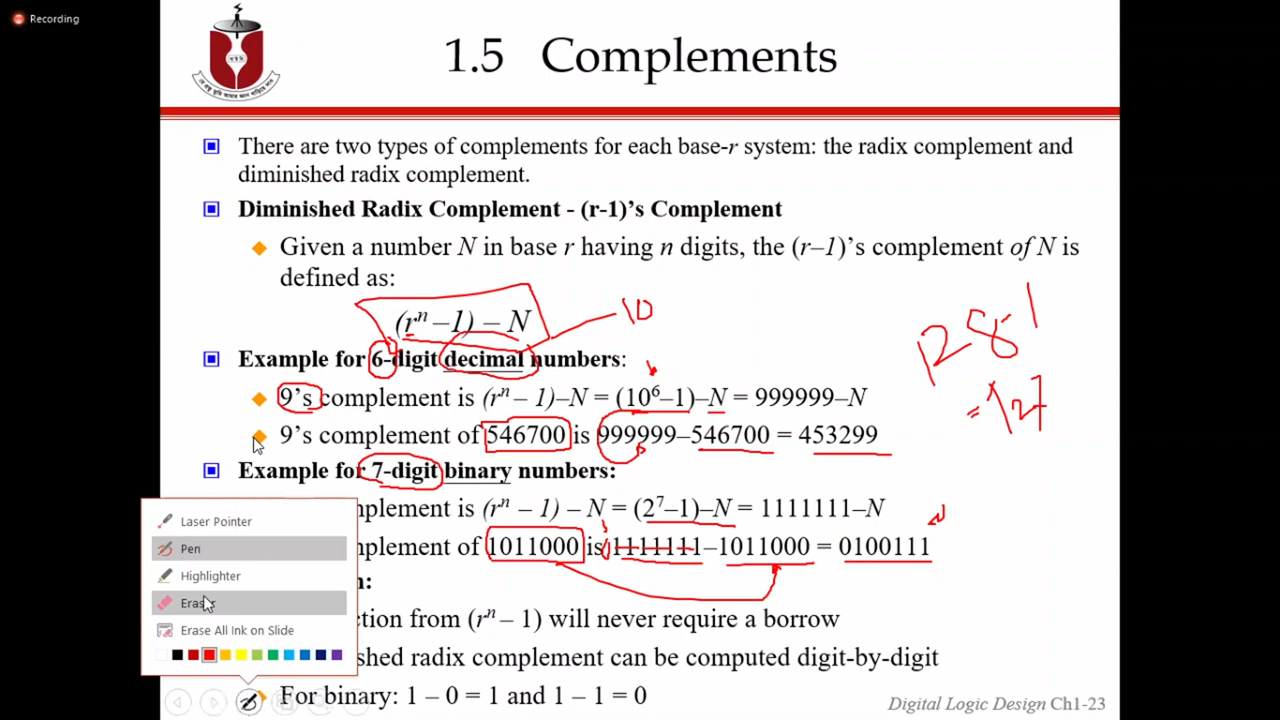 Recording
1.5 Complements
There are two types of complements for each base-r system: the radix complement and
diminished radix complement.
Diminished Radix Complement - (r-1)'s Complement
Given a number N in base r having n digits, the (r–1)'s complement of N is
defined as:
(rⁿ –1) – N
10
128-1
=127
Example for 6-digit decimal numbers:
9's complement is (rⁿ – 1)–N = (10⁶–1)–N = 999999–N
9's complement of 546700 is 999999–546700 = 453299
Example for 7-digit binary numbers:
mplement is (rⁿ – 1) – N = (2⁷–1)–N = 1111111–N
mplement of 1011000 is 1111111–1011000 = 0100111
:
ction from (rⁿ – 1) will never require a borrow
shed radix complement can be computed digit-by-digit
For binary: 1 – 0 = 1 and 1 – 1 = 0
Laser Pointer
Pen
Highlighter
Eraser
Erase All Ink on Slide
Digital Logic Design Ch1-23